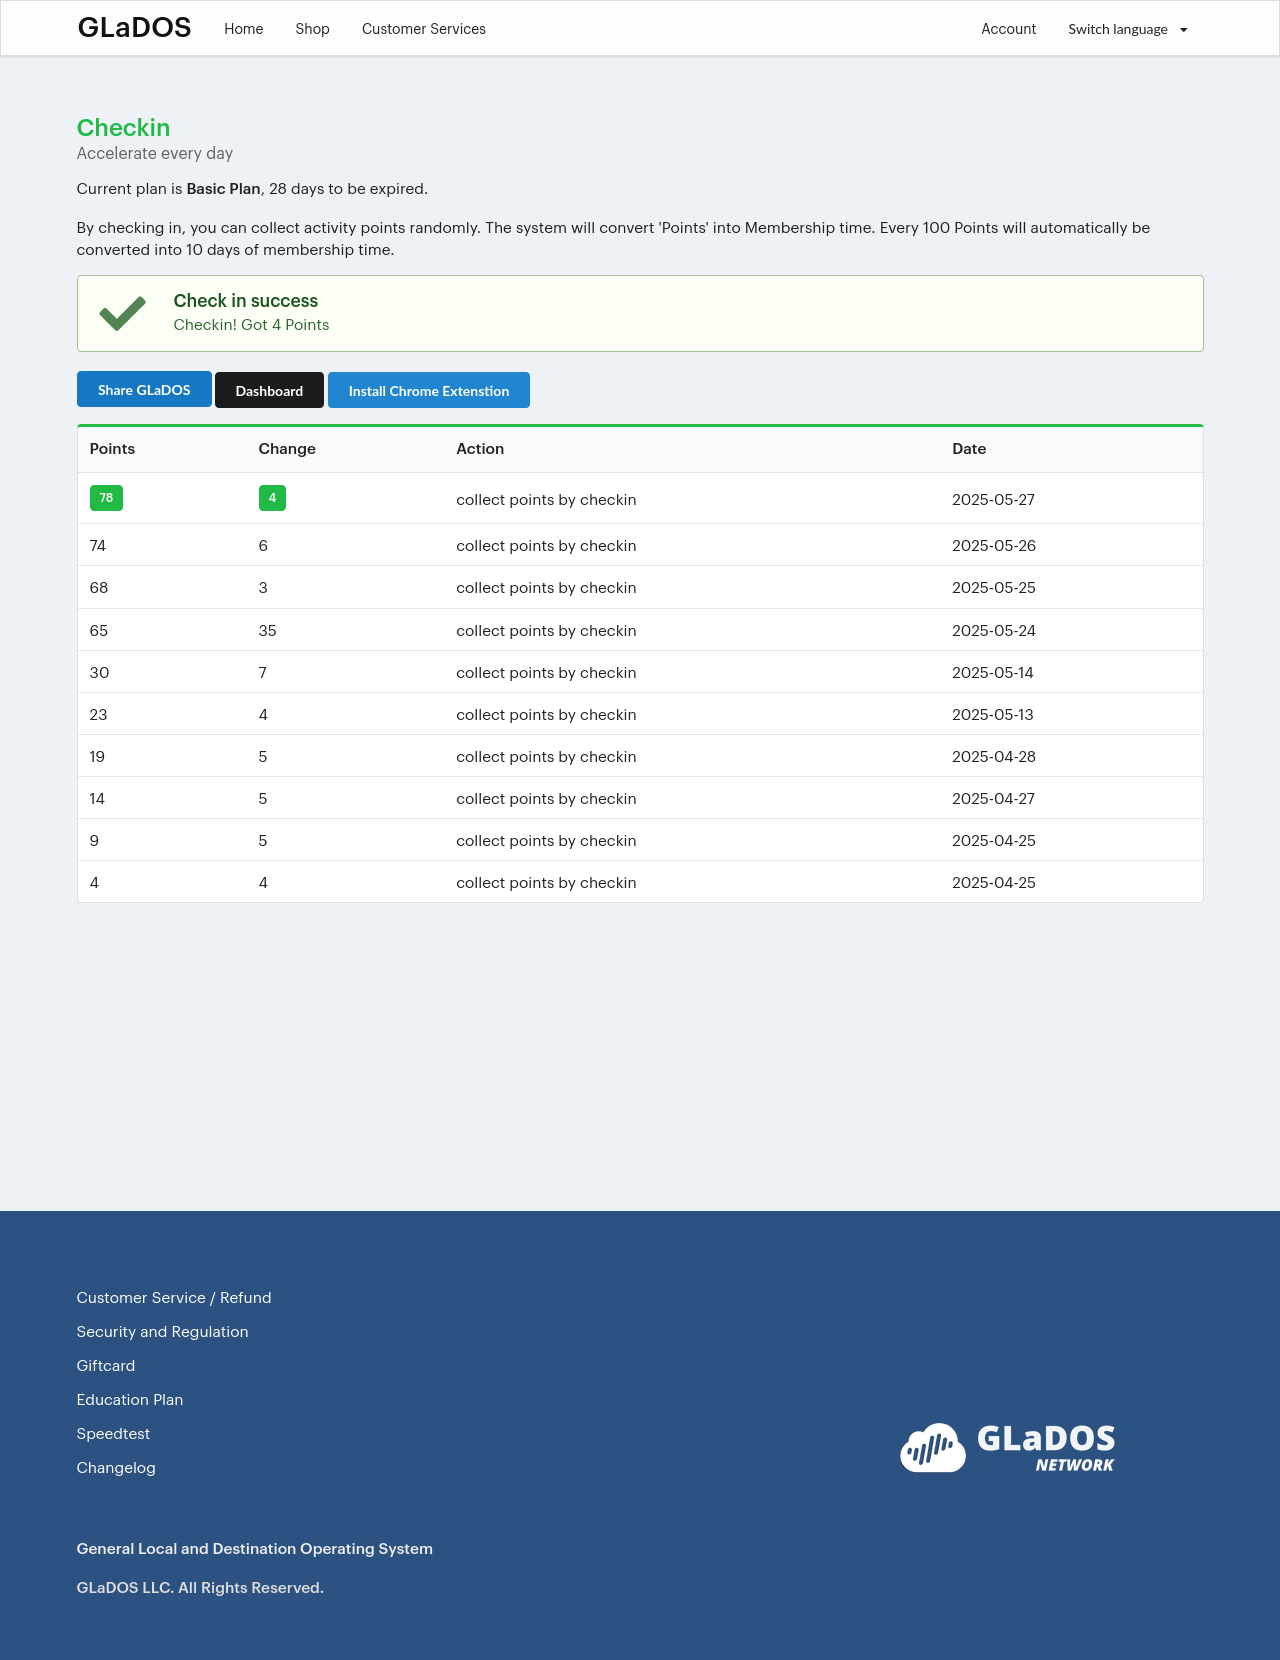 GLaDOS Home Shop Customer Services Account Switch language
Checkin
Accelerate every day
Current plan is Basic Plan, 28 days to be expired.
By checking in, you can collect activity points randomly. The system will convert 'Points' into Membership time. Every 100 Points will automatically be
converted into 10 days of membership time.
Check in success
Checkin! Got 4 Points
Share GLaDOS Dashboard Install Chrome Extenstion
Points Change Action Date
78 4 collect points by checkin 2025-05-27
74 6 collect points by checkin 2025-05-26
68 3 collect points by checkin 2025-05-25
65 35 collect points by checkin 2025-05-24
30 7 collect points by checkin 2025-05-14
23 4 collect points by checkin 2025-05-13
19 5 collect points by checkin 2025-04-28
14 5 collect points by checkin 2025-04-27
9 5 collect points by checkin 2025-04-25
4 4 collect points by checkin 2025-04-25
Customer Service / Refund
Security and Regulation
Giftcard
Education Plan
Speedtest
Changelog
GLaDOS
NETWORK
General Local and Destination Operating System
GLaDOS LLC. All Rights Reserved.